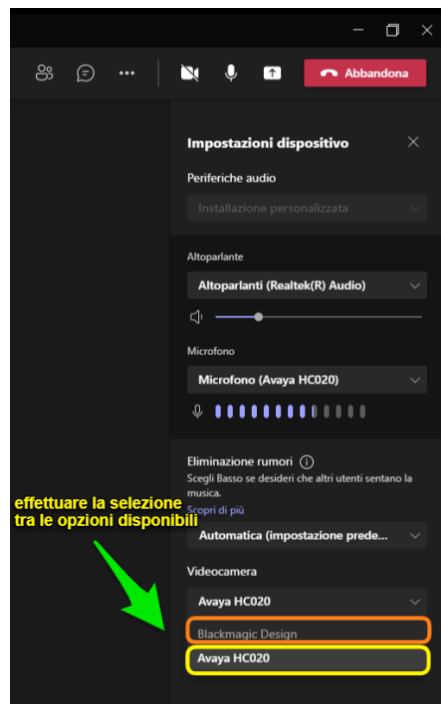 Abbandona
Impostazioni dispositivo
Periferiche audio
Installazione personalizzata
Altoparlante
Altoparlanti (Realtek(R) Audio)
Microfono
Microfono (Avaya HC020)
Eliminazione rumori
Scegli Basso se desideri che altri utenti sentano la
musica.
Scopri di più
effettuare la selezione
tra le opzioni disponibili
Automatica (impostazione prede...
Videocamera
Avaya HC020
Blackmagic Design
Avaya HC020